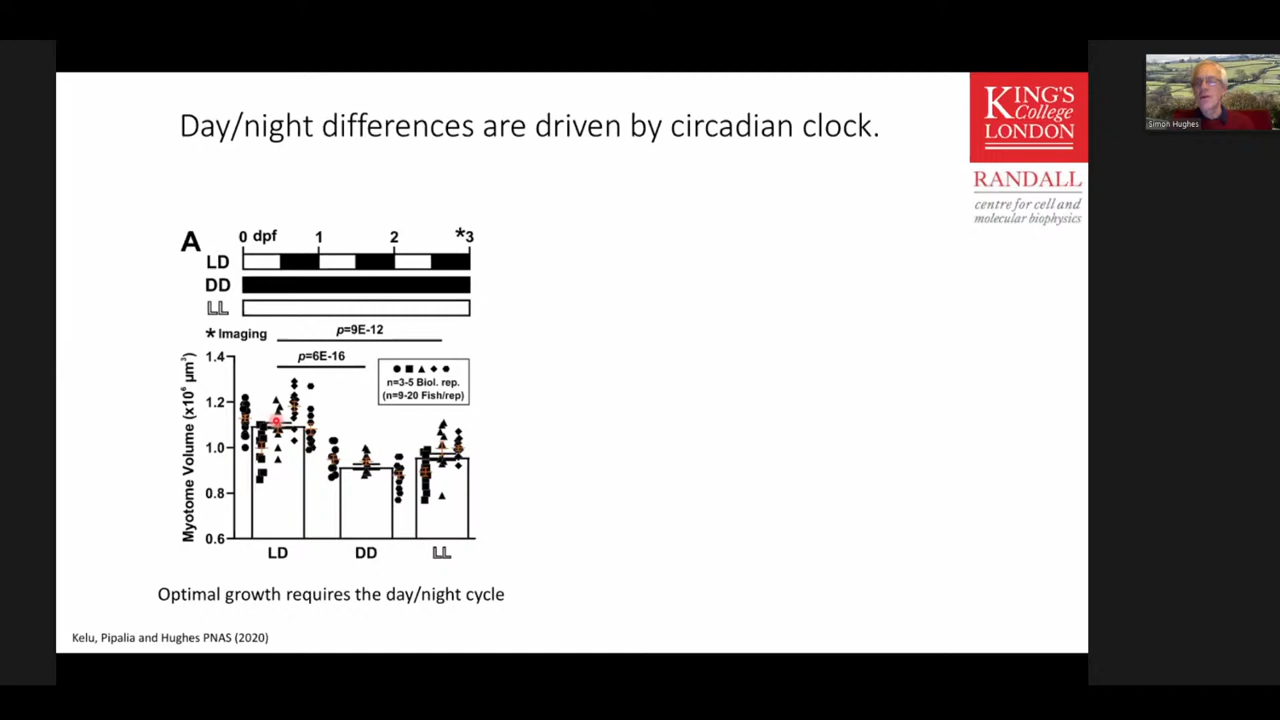 Day/night differences are driven by circadian clock.
KING'S
College
LONDON
RANDALL
centre for cell and
molecular biophysics
Simon Hughes
A
0 dpf 1 2 *3
LD
DD
LL
* Imaging
p=9E-12
p=6E-16
n=3-5 Biol. rep.
(n=9-20 Fish/rep)
Myotome Volume (x10⁶ µm³)
1.4
1.2
1.0
0.8
0.6
LD DD LL
Optimal growth requires the day/night cycle
Kelu, Pipalia and Hughes PNAS (2020)